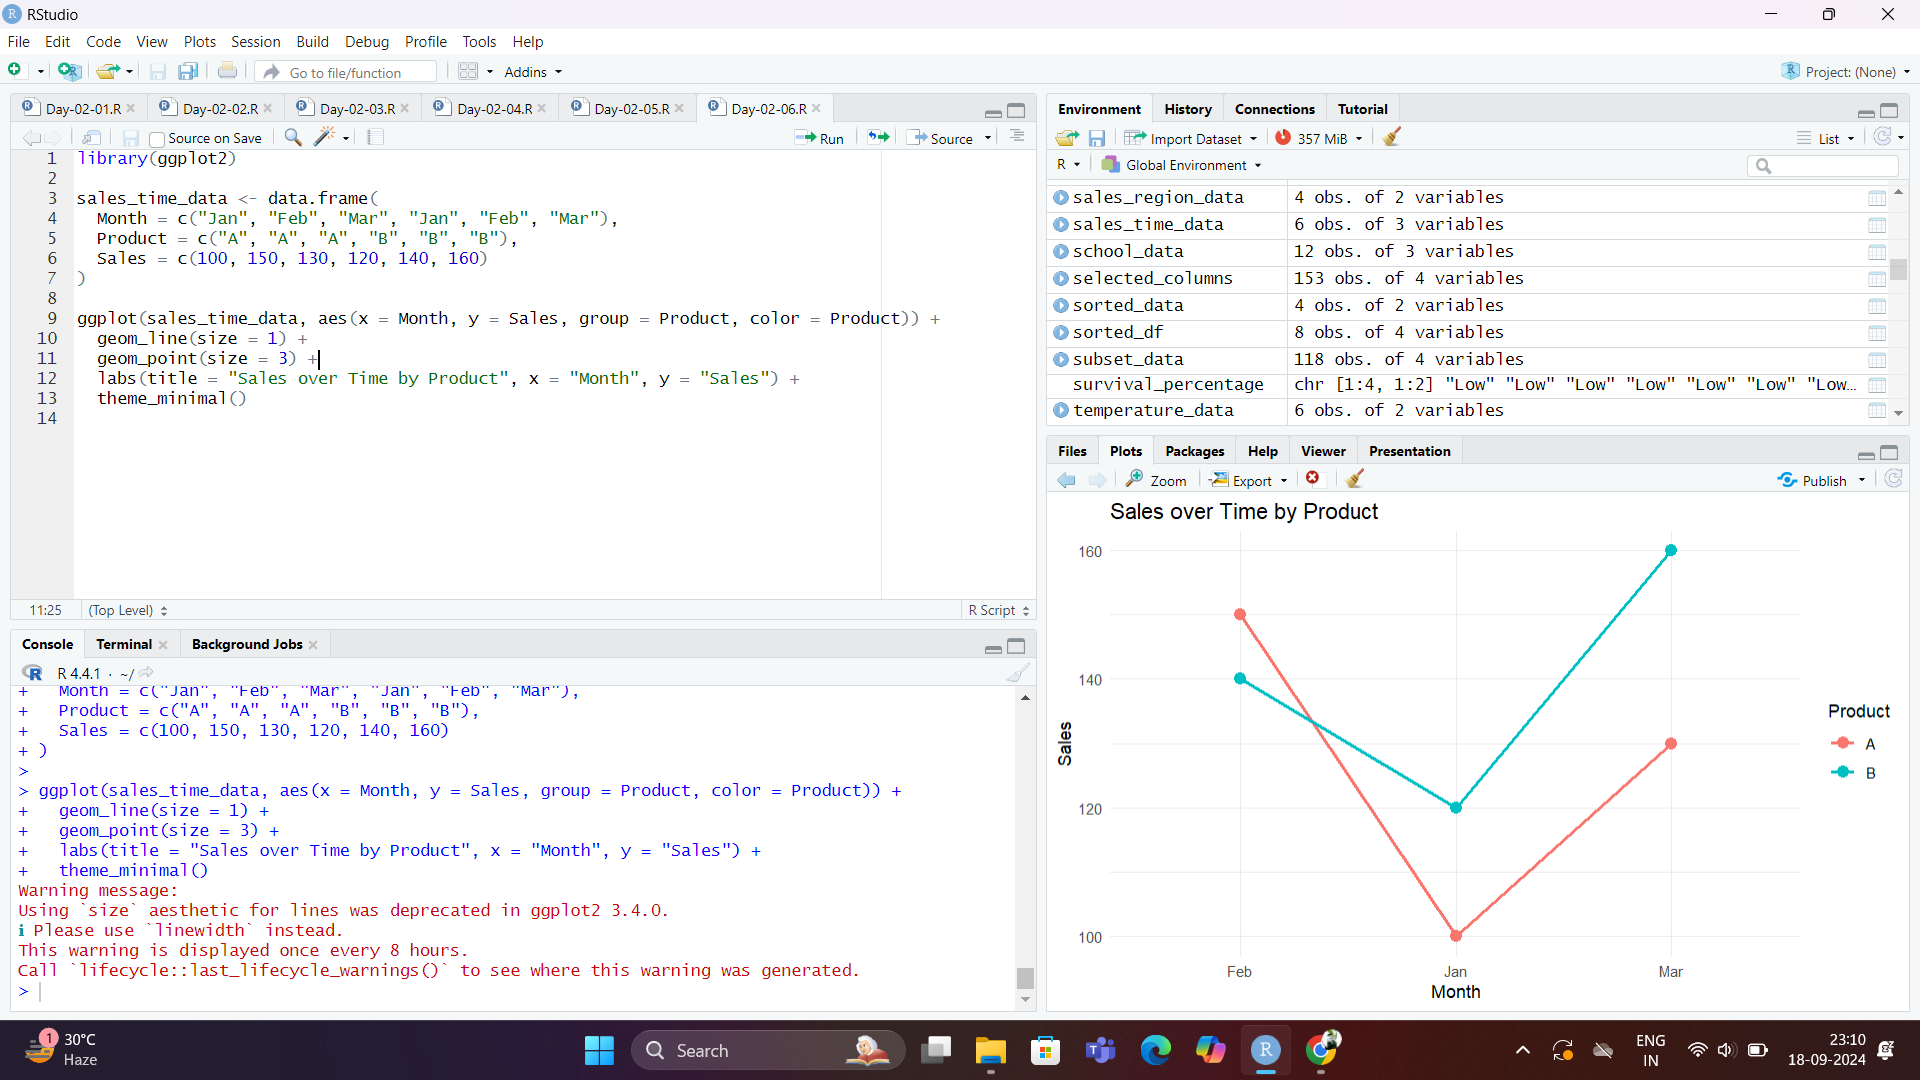 RStudio
File Edit Code View Plots Session Build Debug Profile Tools Help
Go to file/function Addins Project: (None)
Day-02-01.R Day-02-02.R Day-02-03.R Day-02-04.R Day-02-05.R Day-02-06.R
Source on Save Run Source
1 library(ggplot2)
2
3 sales_time_data <- data.frame(
4 Month = c("Jan", "Feb", "Mar", "Jan", "Feb", "Mar"),
5 Product = c("A", "A", "A", "B", "B", "B"),
6 Sales = c(100, 150, 130, 120, 140, 160)
7 )
8
9 ggplot(sales_time_data, aes(x = Month, y = Sales, group = Product, color = Product)) +
10 geom_line(size = 1) +
11 geom_point(size = 3) +
12 labs(title = "Sales over Time by Product", x = "Month", y = "Sales") +
13 theme_minimal()
14
11:25 (Top Level) R Script
Console Terminal Background Jobs
R 4.4.1 · ~/
+ Month = c("Jan", "Feb", "Mar", "Jan", "Feb", "Mar"),
+ Product = c("A", "A", "A", "B", "B", "B"),
+ Sales = c(100, 150, 130, 120, 140, 160)
+ )
>
> ggplot(sales_time_data, aes(x = Month, y = Sales, group = Product, color = Product)) +
+ geom_line(size = 1) +
+ geom_point(size = 3) +
+ labs(title = "Sales over Time by Product", x = "Month", y = "Sales") +
+ theme_minimal()
Warning message:
Using `size` aesthetic for lines was deprecated in ggplot2 3.4.0.
ℹ Please use `linewidth` instead.
This warning is displayed once every 8 hours.
Call `lifecycle::last_lifecycle_warnings()` to see where this warning was generated.
>
Environment History Connections Tutorial
Import Dataset 357 MiB List
R Global Environment
sales_region_data 4 obs. of 2 variables
sales_time_data 6 obs. of 3 variables
school_data 12 obs. of 3 variables
selected_columns 153 obs. of 4 variables
sorted_data 4 obs. of 2 variables
sorted_df 8 obs. of 4 variables
subset_data 118 obs. of 4 variables
survival_percentage chr [1:4, 1:2] "Low" "Low" "Low" "Low" "Low" "Low" "Low…
temperature_data 6 obs. of 2 variables
Files Plots Packages Help Viewer Presentation
Zoom Export Publish
Sales over Time by Product
160
140
120
100
Sales
Feb Jan Mar
Month
Product
A
B
1 30°C
Haze
Search
ENG
IN
23:10
18-09-2024